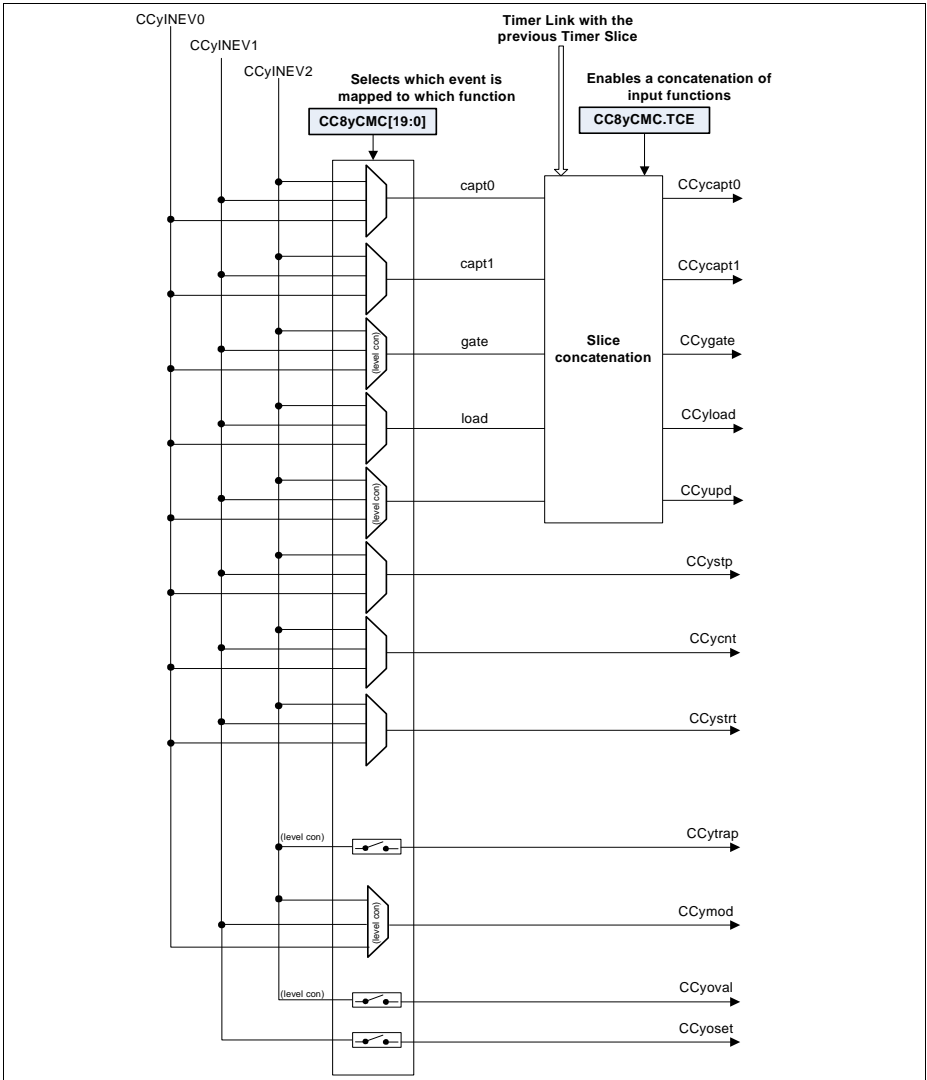 CCyINEV0
CCyINEV1
CCyINEV2
Timer Link with the
previous Timer Slice
Selects which event is
mapped to which function
Enables a concatenation of
input functions
CC8yCMC[19:0]
CC8yCMC.TCE
capt0
CCycapt0
capt1
CCycapt1
(level con)
gate
Slice
concatenation
CCygate
load
CCyload
(level con)
CCyupd
CCystp
CCycnt
CCystrt
(level con)
CCytrap
(level con)
CCymod
(level con)
CCyoval
CCyoset